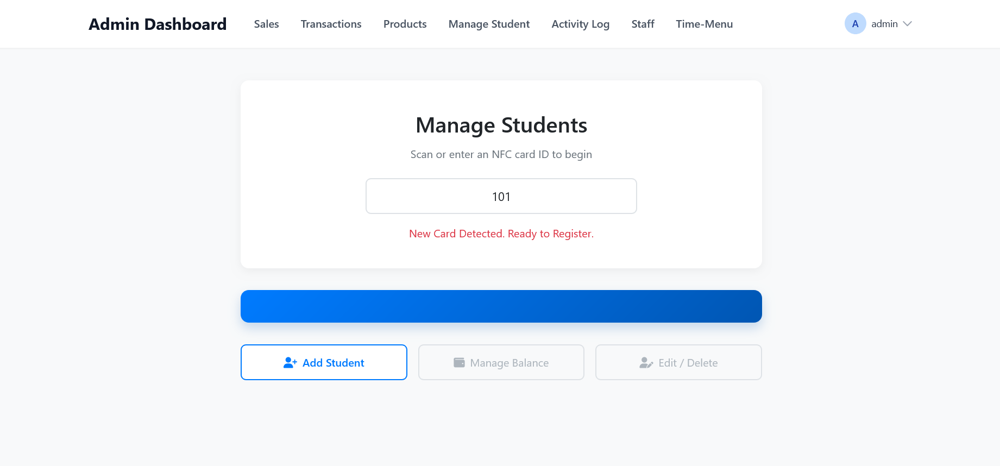 Admin Dashboard Sales Transactions Products Manage Student Activity Log Staff Time-Menu A admin
Manage Students
Scan or enter an NFC card ID to begin
101
New Card Detected. Ready to Register.
Add Student Manage Balance Edit / Delete